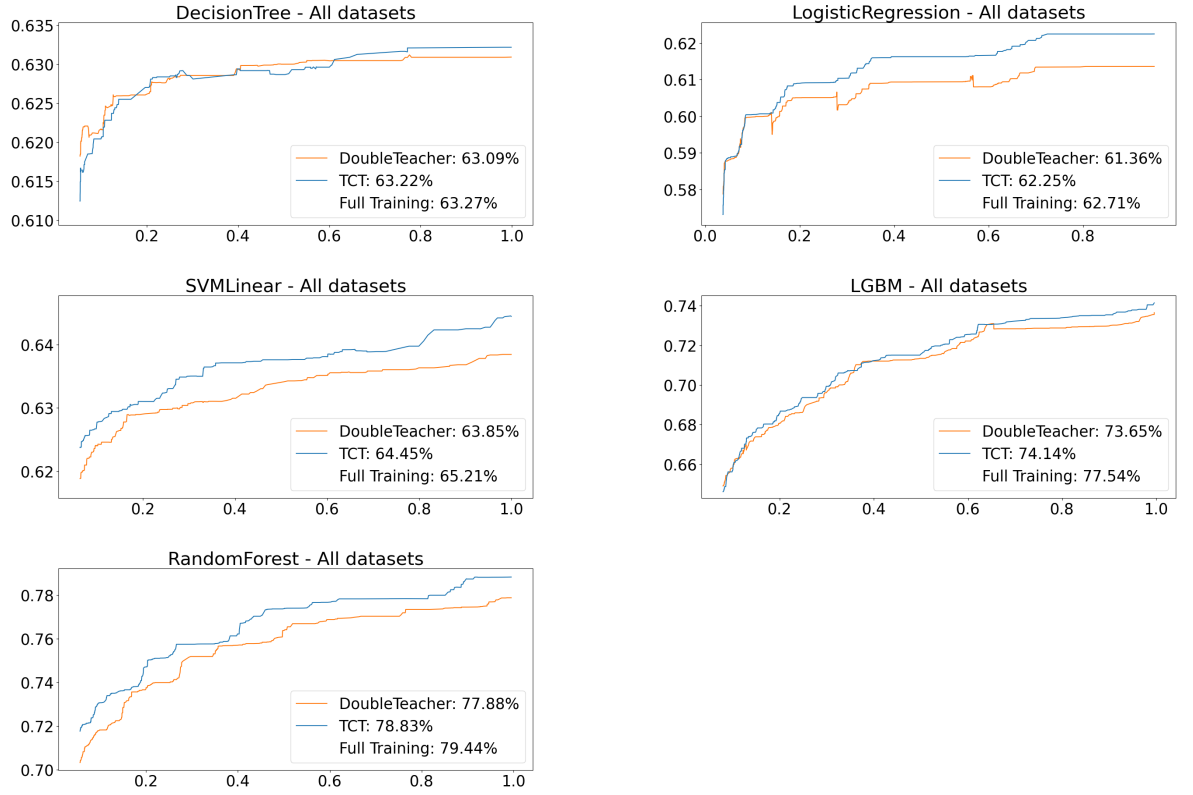 DecisionTree - All datasets
0.635
0.630
0.625
0.620
0.615
0.610
DoubleTeacher: 63.09%
TCT: 63.22%
Full Training: 63.27%
0.2 0.4 0.6 0.8 1.0
LogisticRegression - All datasets
0.62
0.61
0.60
0.59
0.58
DoubleTeacher: 61.36%
TCT: 62.25%
Full Training: 62.71%
0.0 0.2 0.4 0.6 0.8
SVMLinear - All datasets
0.64
0.63
0.62
DoubleTeacher: 63.85%
TCT: 64.45%
Full Training: 65.21%
0.2 0.4 0.6 0.8 1.0
LGBM - All datasets
0.74
0.72
0.70
0.68
0.66
DoubleTeacher: 73.65%
TCT: 74.14%
Full Training: 77.54%
0.2 0.4 0.6 0.8 1.0
RandomForest - All datasets
0.78
0.76
0.74
0.72
0.70
DoubleTeacher: 77.88%
TCT: 78.83%
Full Training: 79.44%
0.2 0.4 0.6 0.8 1.0